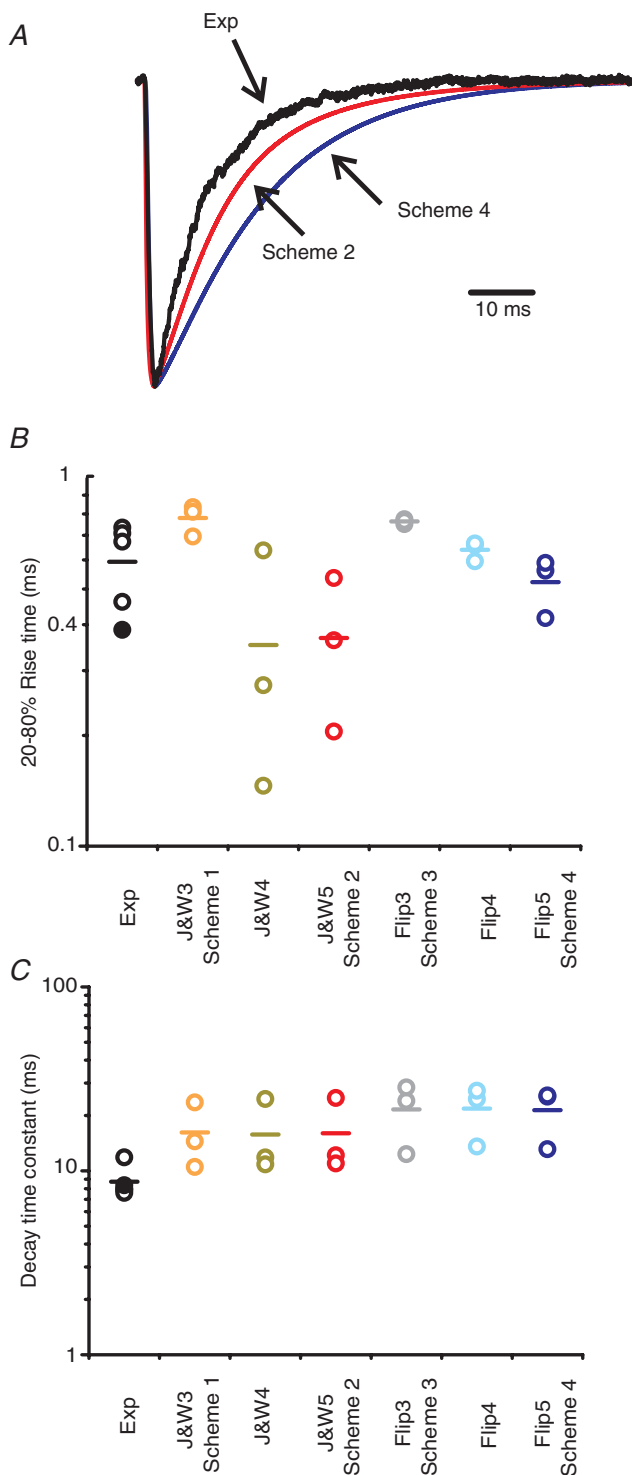 A
Exp
Scheme 4
Scheme 2
10 ms
B
20-80% Rise time (ms)
1
0.4
0.1
Exp
J&W3
Scheme 1
J&W4
J&W5
Scheme 2
Flip3
Scheme 3
Flip4
Flip5
Scheme 4
C
Decay time constant (ms)
100
10
1
Exp
J&W3
Scheme 1
J&W4
J&W5
Scheme 2
Flip3
Scheme 3
Flip4
Flip5
Scheme 4